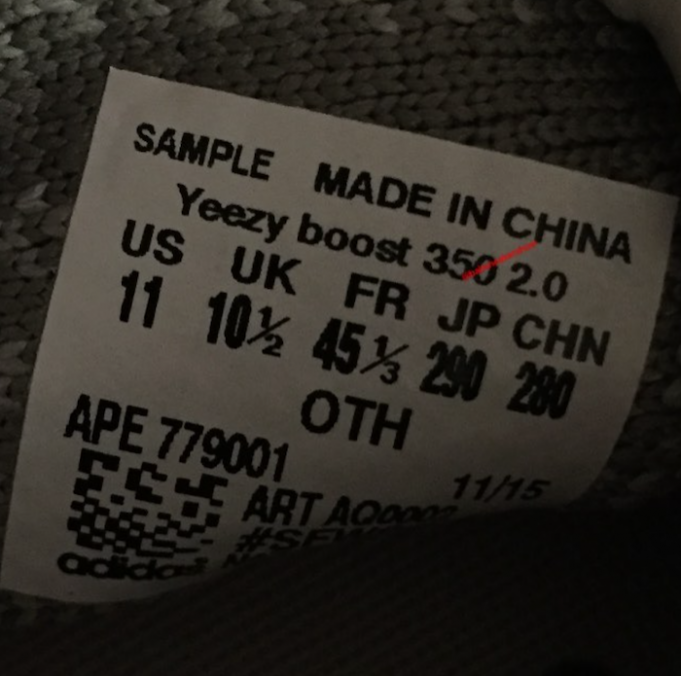 SAMPLE MADE IN CHINA
Yeezy boost 350 2.0
US UK FR JP CHN
11 10½ 45⅓ 290 280
OTH
APE 779001
11/15
ART
adidas